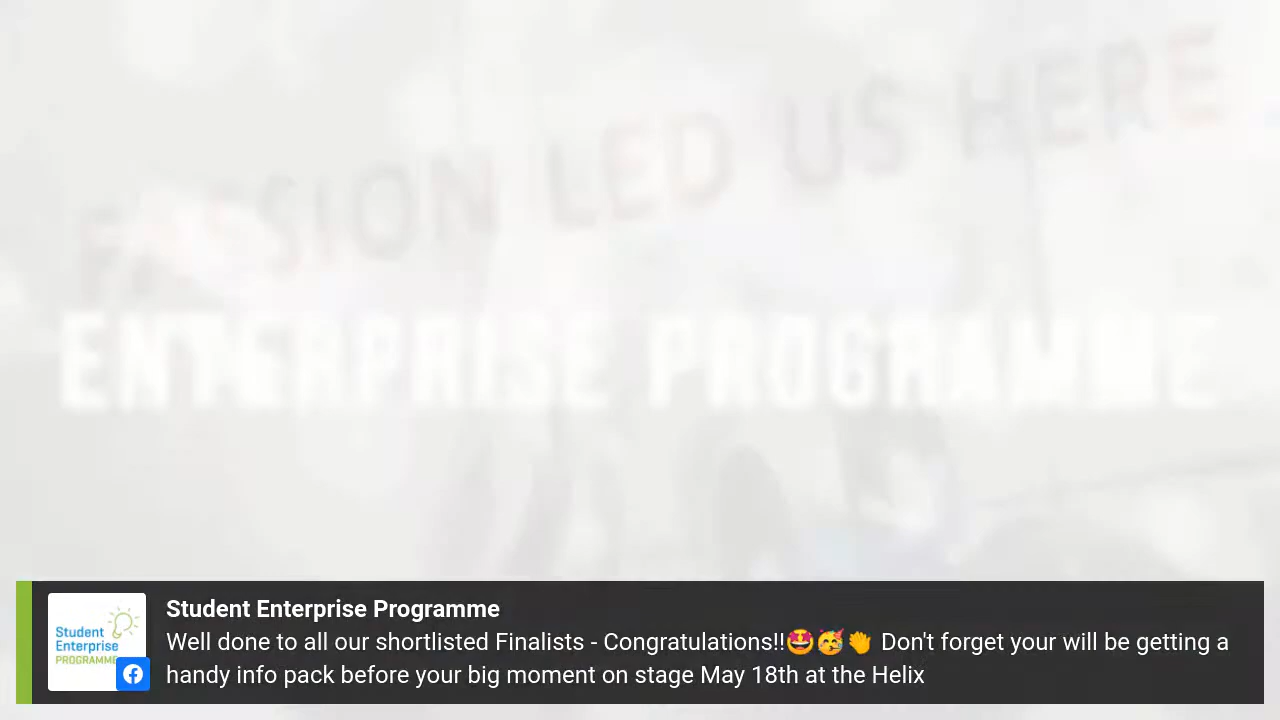 PASSION LED US HERE
ENTERPRISE PROGRAMME
Student
Enterprise
PROGRAMME
Student Enterprise Programme
Well done to all our shortlisted Finalists - Congratulations!!🤩🥳👏 Don't forget your will be getting a
handy info pack before your big moment on stage May 18th at the Helix